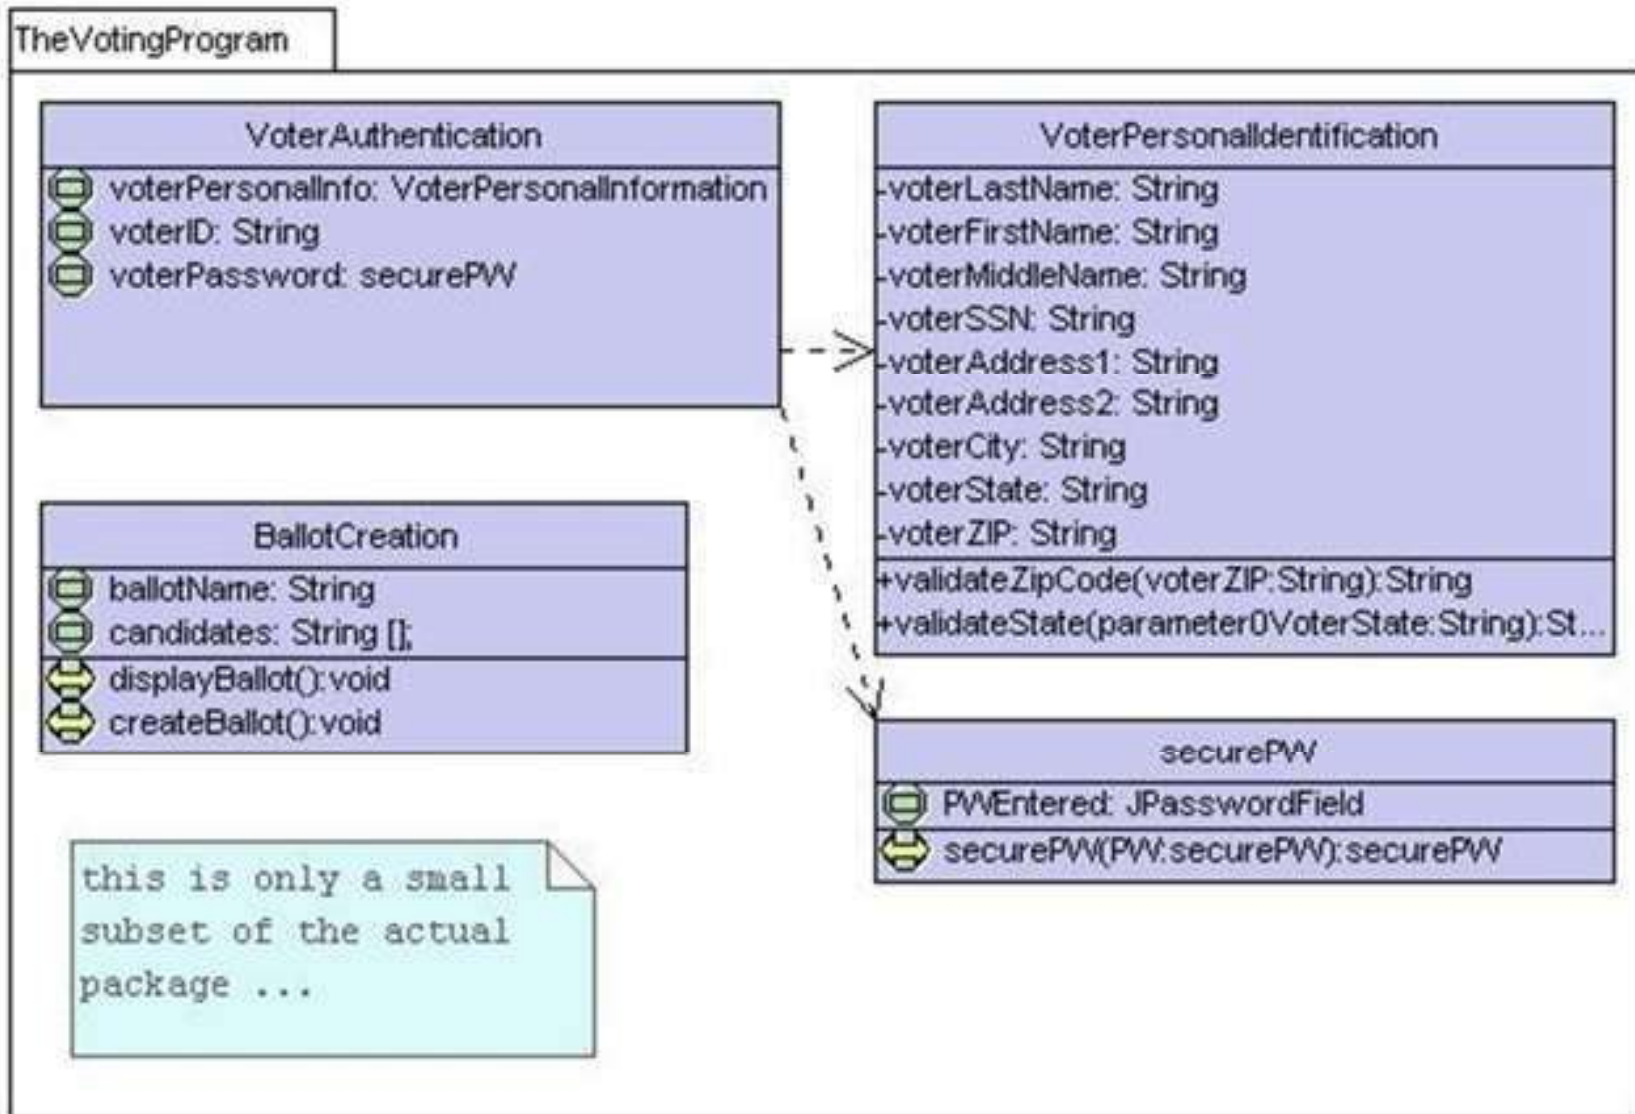 TheVotingProgram
VoterAuthentication
voterPersonalInfo: VoterPersonalInformation
voterID: String
voterPassword: securePW
VoterPersonalIdentification
-voterLastName: String
-voterFirstName: String
-voterMiddleName: String
-voterSSN: String
-voterAddress1: String
-voterAddress2: String
-voterCity: String
-voterState: String
-voterZIP: String
+validateZipCode(voterZIP:String):String
+validateState(parameter0VoterState:String):St...
BallotCreation
ballotName: String
candidates: String [];
displayBallot():void
createBallot():void
securePW
PWEntered: JPasswordField
securePW(PW:securePW):securePW
this is only a small
subset of the actual
package ...